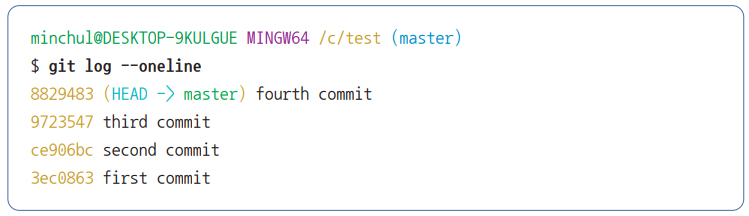 minchul@DESKTOP-9KULGUE MINGW64 /c/test (master)
$ git log --oneline
8829483 (HEAD -> master) fourth commit
9723547 third commit
ce906bc second commit
3ec0863 first commit